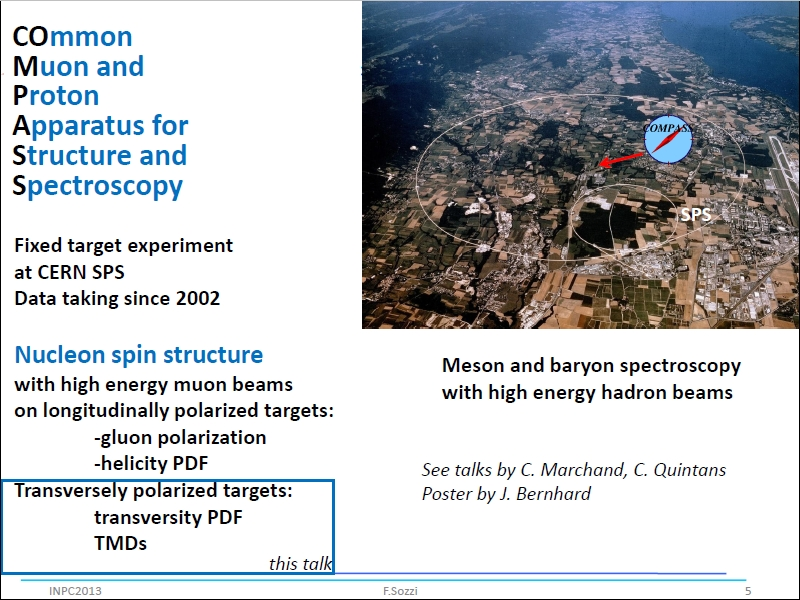 COmmon
Muon and
Proton
Apparatus for
Structure and
Spectroscopy
Fixed target experiment
at CERN SPS
Data taking since 2002
COMPASS
SPS
Nucleon spin structure
with high energy muon beams
on longitudinally polarized targets:
-gluon polarization
-helicity PDF
Transversely polarized targets:
transversity PDF
TMDs
this talk
Meson and baryon spectroscopy
with high energy hadron beams
See talks by C. Marchand, C. Quintans
Poster by J. Bernhard
INPC2013
F.Sozzi
5